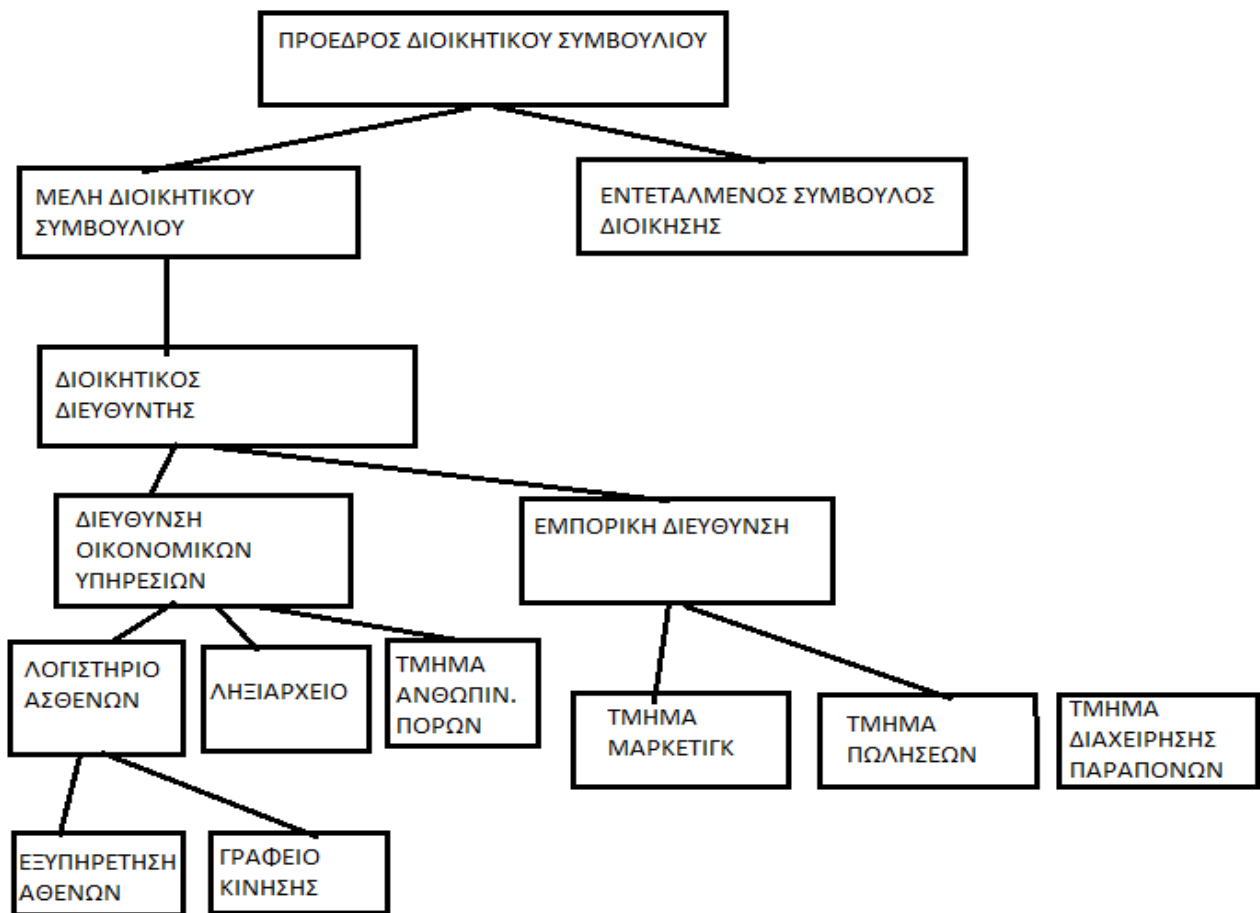 ΠΡΟΕΔΡΟΣ ΔΙΟΙΚΗΤΙΚΟΥ ΣΥΜΒΟΥΛΙΟΥ
ΜΕΛΗ ΔΙΟΙΚΗΤΙΚΟΥ
ΣΥΜΒΟΥΛΙΟΥ
ΕΝΤΕΤΑΛΜΕΝΟΣ ΣΥΜΒΟΥΛΟΣ
ΔΙΟΙΚΗΣΗΣ
ΔΙΟΙΚΗΤΙΚΟΣ
ΔΙΕΥΘΥΝΤΗΣ
ΔΙΕΥΘΥΝΣΗ
ΟΙΚΟΝΟΜΙΚΩΝ
ΥΠΗΡΕΣΙΩΝ
ΕΜΠΟΡΙΚΗ ΔΙΕΥΘΥΝΣΗ
ΛΟΓΙΣΤΗΡΙΟ
ΑΣΘΕΝΩΝ
ΛΗΞΙΑΡΧΕΙΟ
ΤΜΗΜΑ
ΑΝΘΩΠΙΝ.
ΠΟΡΩΝ
ΤΜΗΜΑ
ΜΑΡΚΕΤΙΓΚ
ΤΜΗΜΑ
ΠΩΛΗΣΕΩΝ
ΤΜΗΜΑ
ΔΙΑΧΕΙΡΗΣΗΣ
ΠΑΡΑΠΟΝΩΝ
ΕΞΥΠΗΡΕΤΗΣΗ
ΑΘΕΝΩΝ
ΓΡΑΦΕΙΟ
ΚΙΝΗΣΗΣ